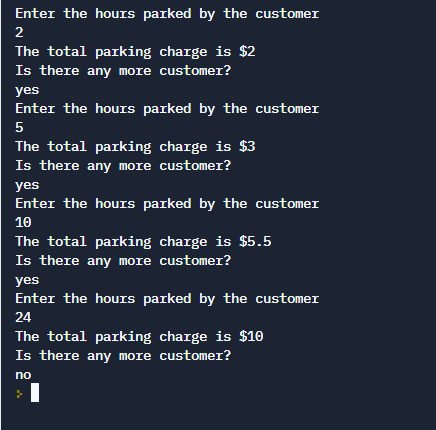 Enter the hours parked by the customer
2
The total parking charge is $2
Is there any more customer?
yes
Enter the hours parked by the customer
5
The total parking charge is $3
Is there any more customer?
yes
Enter the hours parked by the customer
10
The total parking charge is $5.5
Is there any more customer?
yes
Enter the hours parked by the customer
24
The total parking charge is $10
Is there any more customer?
no